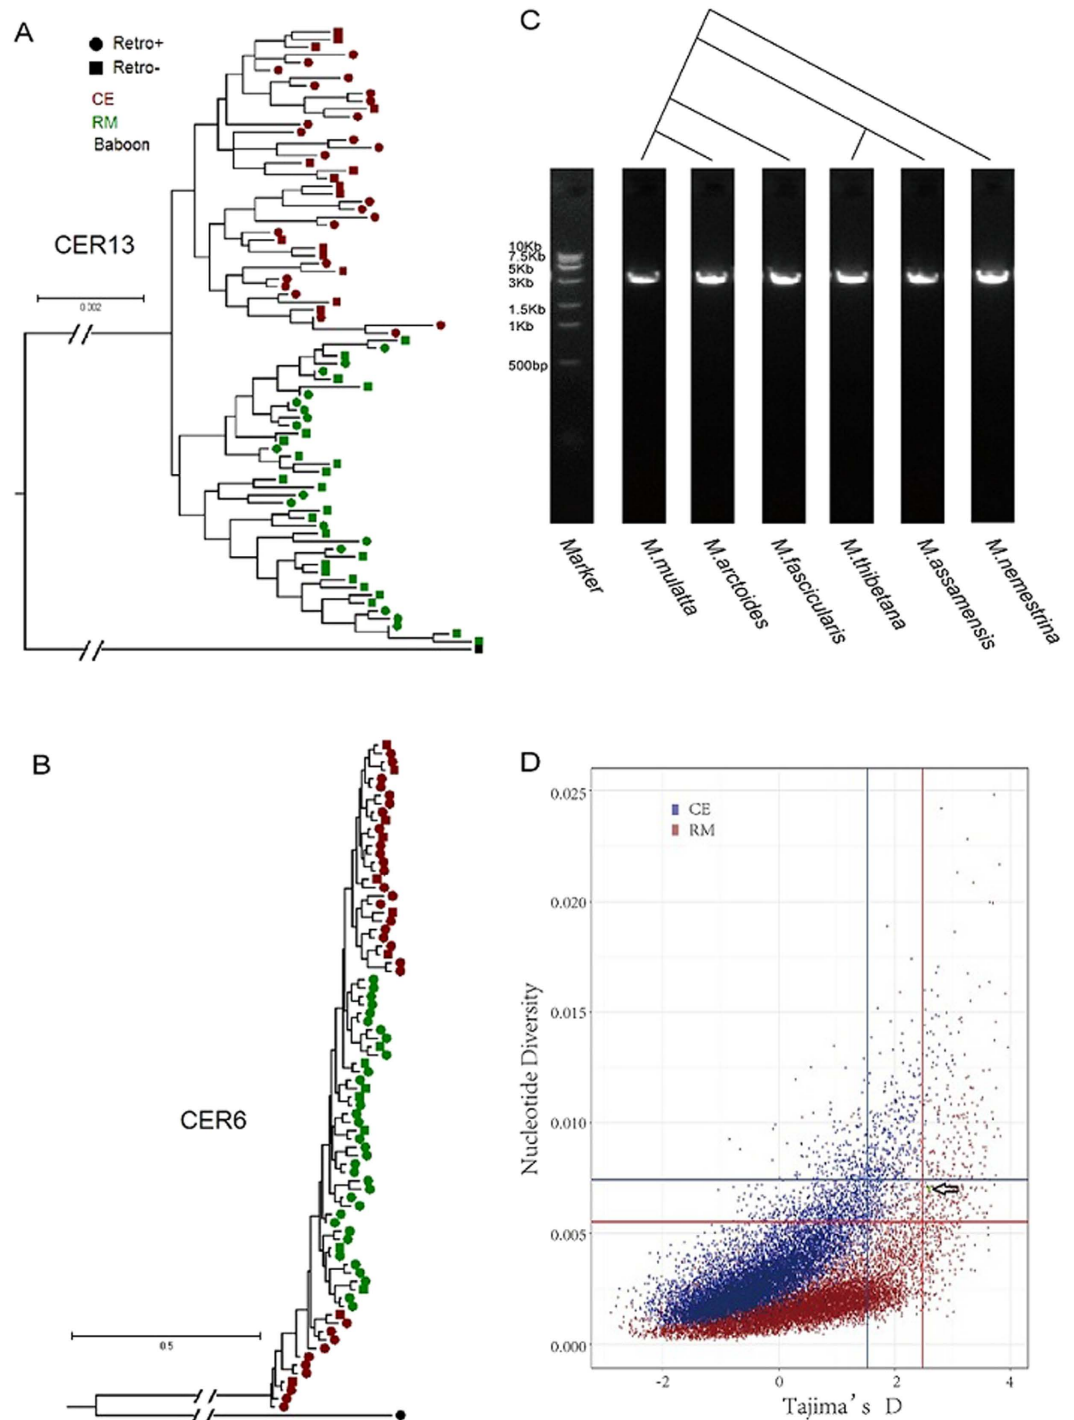 A
Retro+
Retro-
CE
RM
Baboon
CER13
0.002
C
10Kb
7.5Kb
5Kb
3Kb
1.5Kb
1Kb
500bp
Marker
M.mulatta
M.arctoides
M.fascicularis
M.thibetana
M.assamensis
M.nemestrina
B
CER6
0.5
D
CE
RM
Nucleotide Diversity
0.025
0.020
0.015
0.010
0.005
0.000
-2
0
2
4
Tajima's D